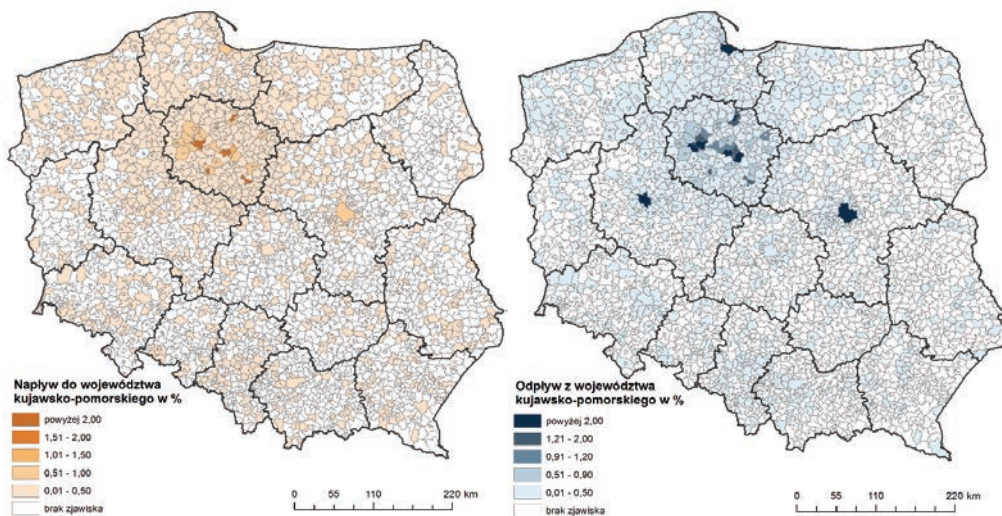 Napływ do województwa
kujawsko-pomorskiego w %
powyżej 2,00
1,51 - 2,00
1,01 - 1,50
0,51 - 1,00
0,01 - 0,50
brak zjawiska
0 55 110 220 km
Odpływ z województwa
kujawsko-pomorskiego w %
powyżej 2,00
1,21 - 2,00
0,91 - 1,20
0,51 - 0,90
0,01 - 0,50
brak zjawiska
0 55 110 220 km